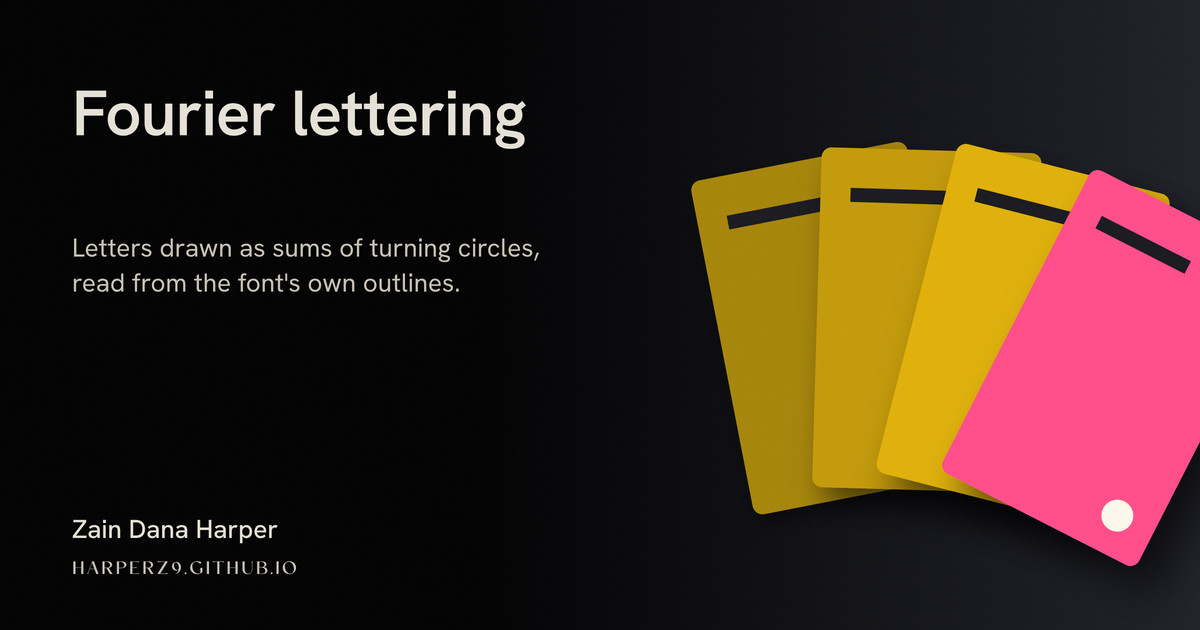 Fourier lettering
Letters drawn as sums of turning circles,
read from the font's own outlines.
Zain Dana Harper
HARPERZ9.GITHUB.IO